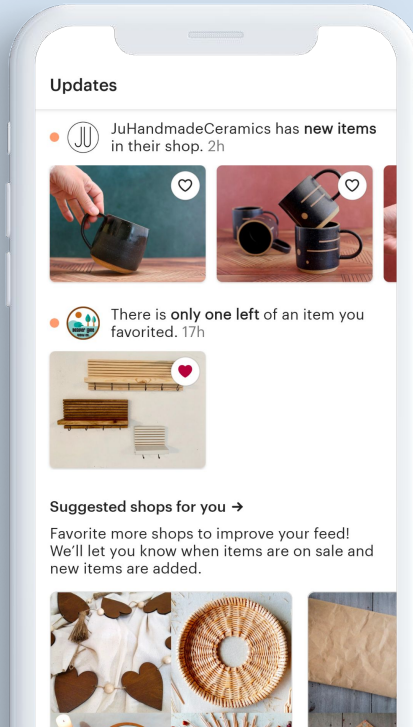 Updates
JU
JuHandmadeCeramics has new items
in their shop. 2h
There is only one left of an item you
favorited. 17h
Suggested shops for you →
Favorite more shops to improve your feed!
We’ll let you know when items are on sale and
new items are added.